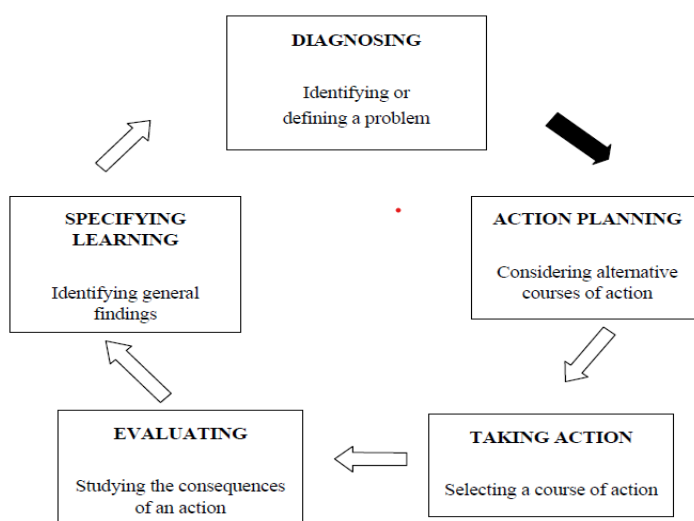 DIAGNOSING
Identifying or
defining a problem
ACTION PLANNING
Considering alternative
courses of action
TAKING ACTION
Selecting a course of action
EVALUATING
Studying the consequences
of an action
SPECIFYING
LEARNING
Identifying general
findings